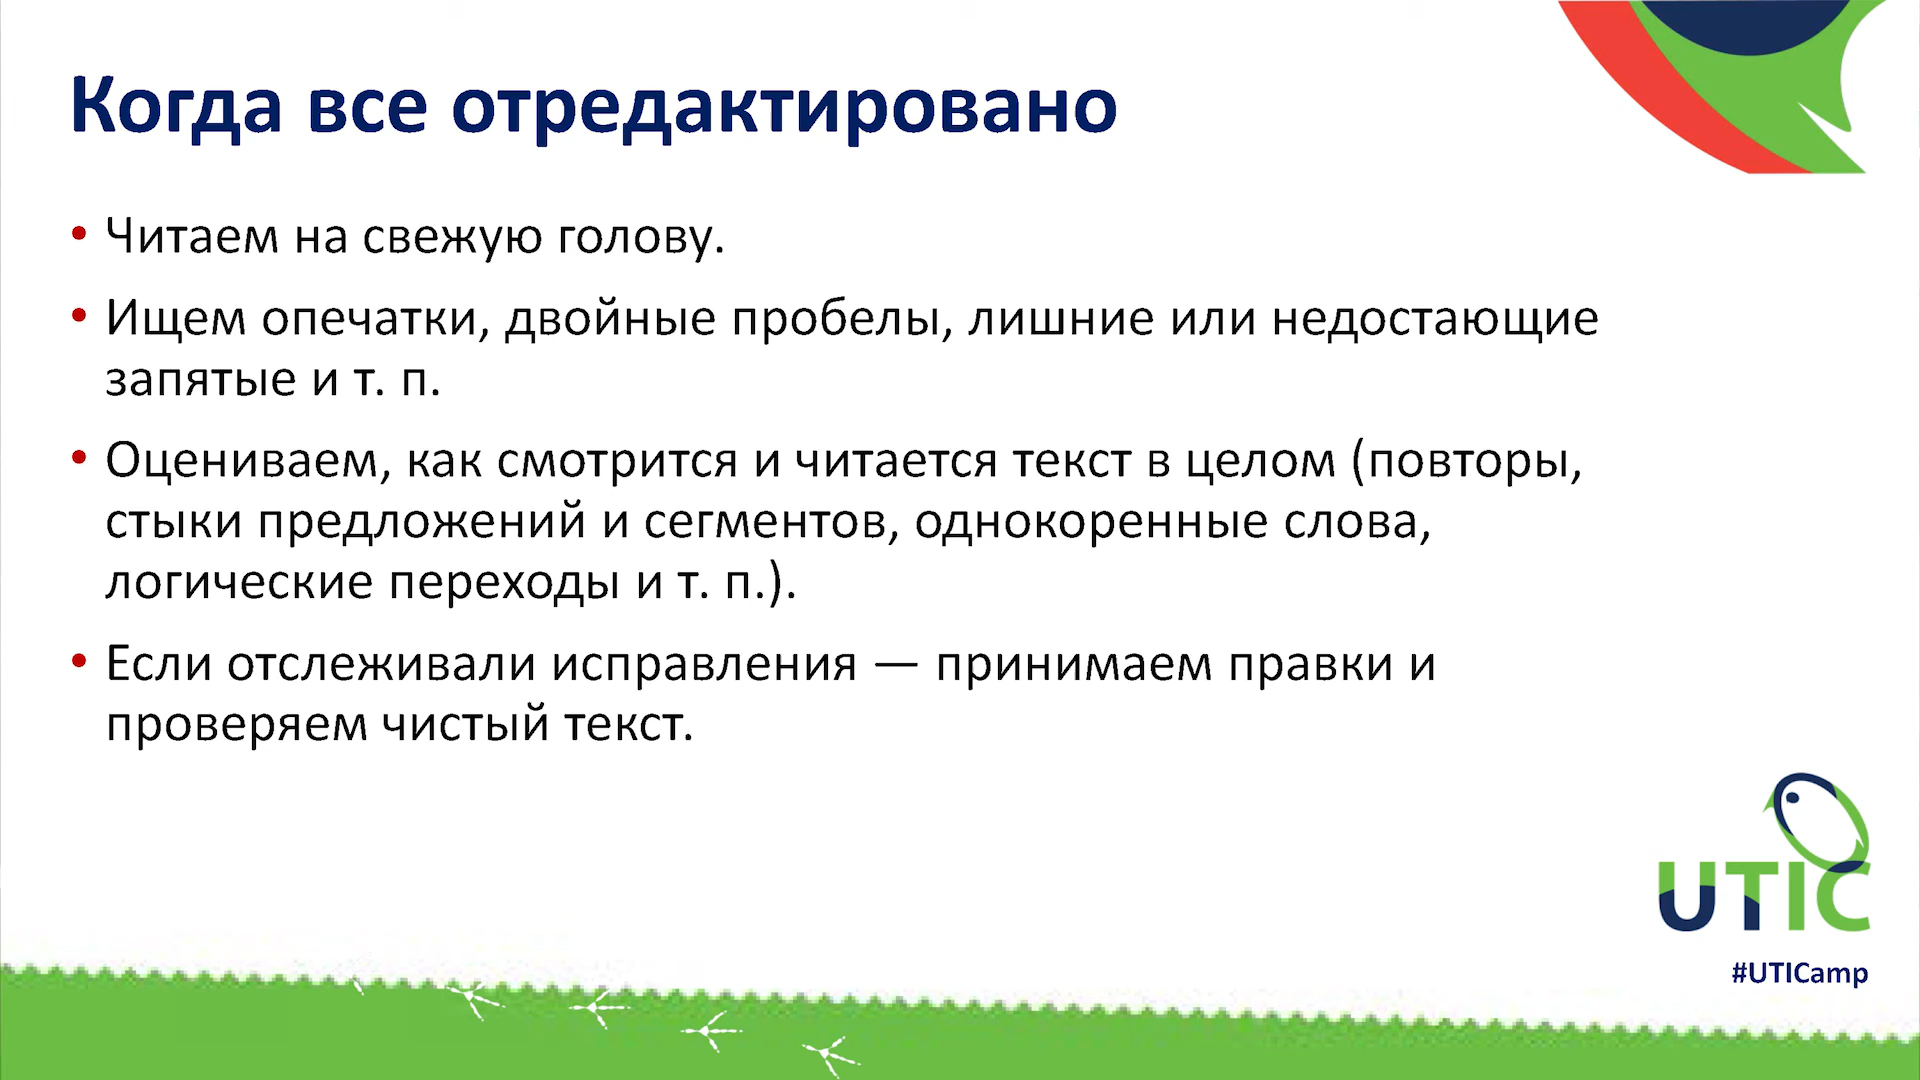 Когда все отредактировано
• Читаем на свежую голову.
• Ищем опечатки, двойные пробелы, лишние или недостающие
запятые и т. п.
• Оцениваем, как смотрится и читается текст в целом (повторы,
стыки предложений и сегментов, однокоренные слова,
логические переходы и т. п.).
• Если отслеживали исправления — принимаем правки и
проверяем чистый текст.
UTIC
#UTICamp